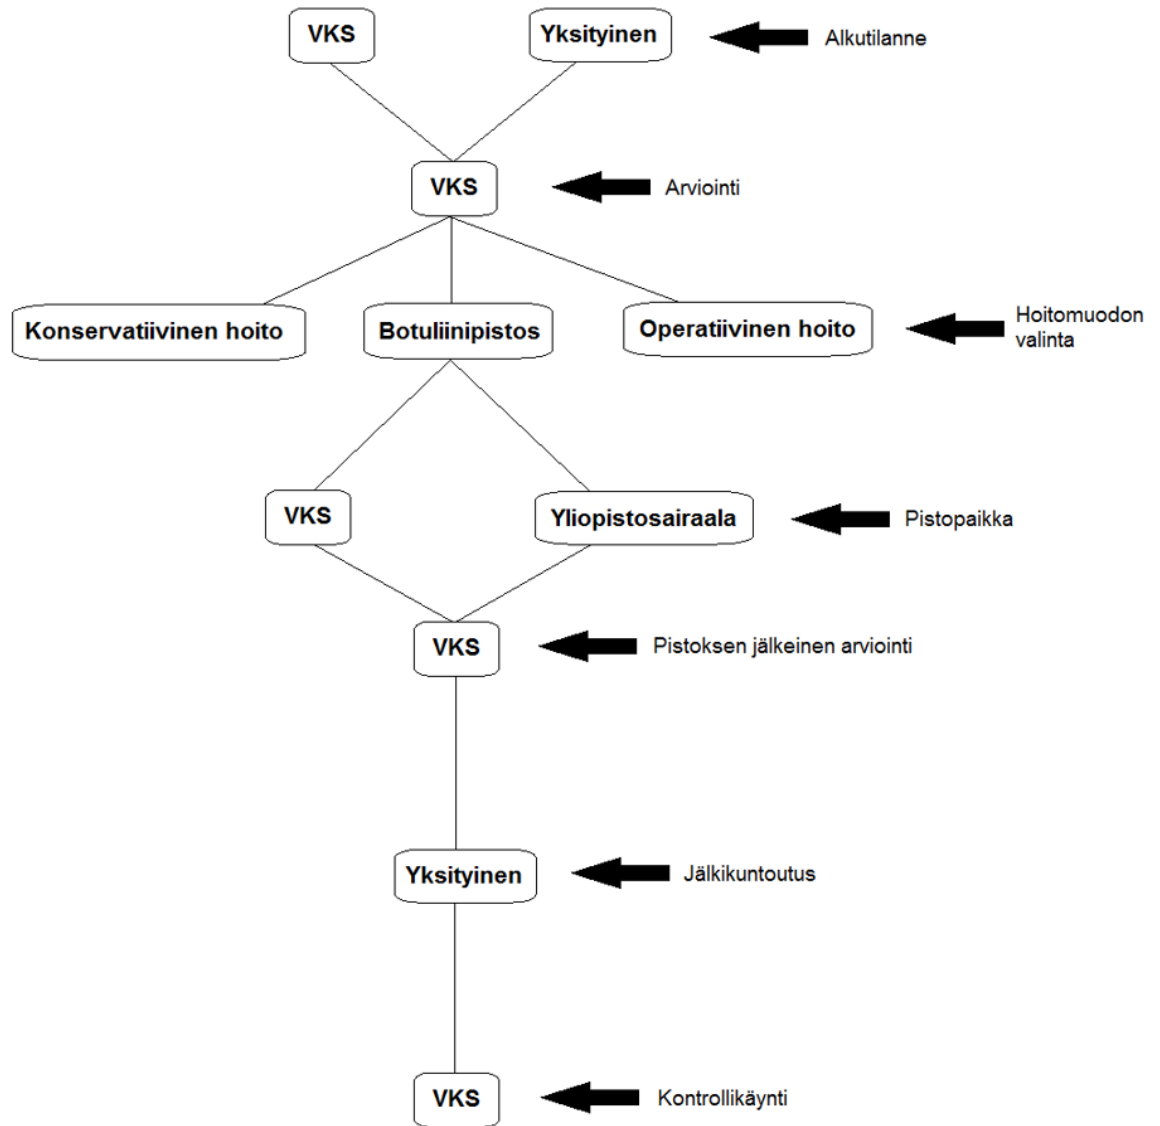 VKS
Yksityinen
Alkutilanne
VKS
Arviointi
Konservatiivinen hoito
Botuliinipistos
Operatiivinen hoito
Hoitomuodon
valinta
VKS
Yliopistosairaala
Pistopaikka
VKS
Pistoksen jälkeinen arviointi
Yksityinen
Jälkikuntoutus
VKS
Kontrollikäynti